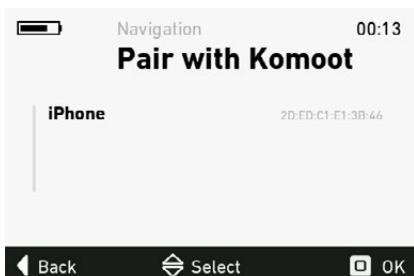 Navigation 00:13
Pair with Komoot
iPhone 2D:ED:C1:E1:3B:46
Back Select OK